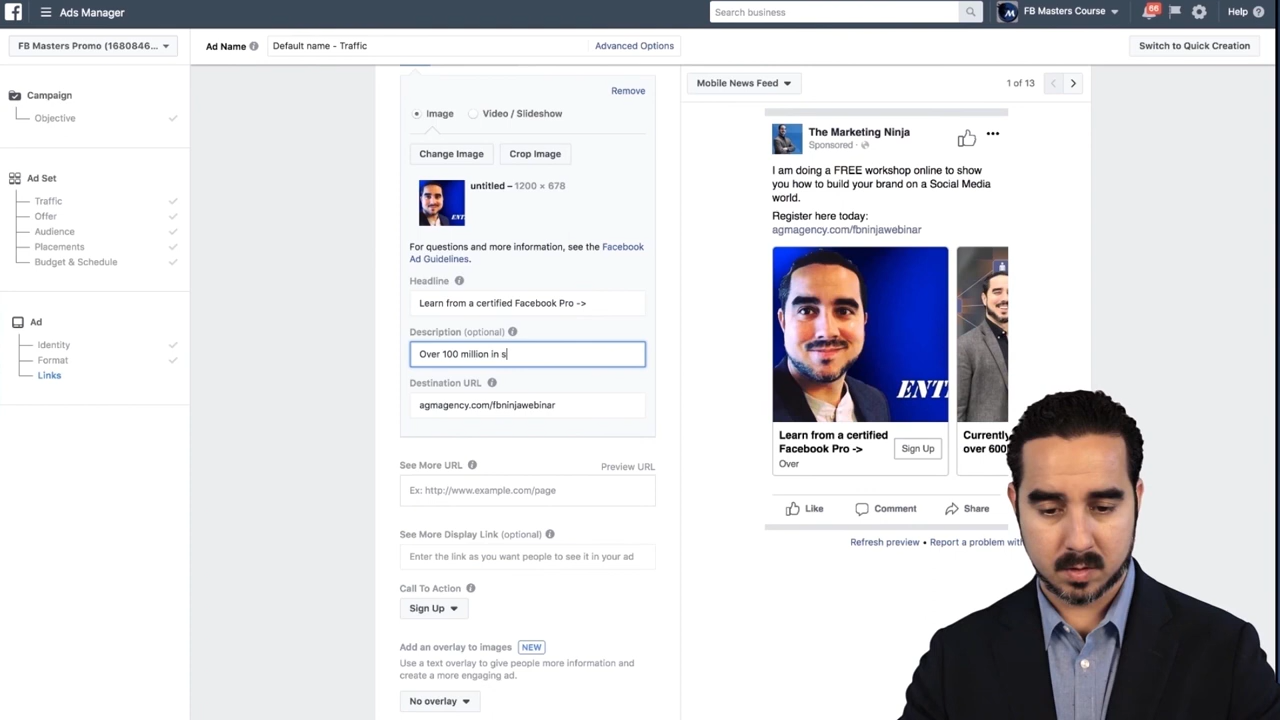 Ads Manager
Search business
FB Masters Course
66
Help
FB Masters Promo (1680846...
Ad Name
Default name - Traffic
Advanced Options
Switch to Quick Creation
Campaign
Objective
Ad Set
Traffic
Offer
Audience
Placements
Budget & Schedule
Ad
Identity
Format
Links
Remove
Image
Video / Slideshow
Change Image
Crop Image
untitled – 1200 × 678
For questions and more information, see the Facebook
Ad Guidelines.
Headline
Learn from a certified Facebook Pro ->
Description (optional)
Over 100 million in s
Destination URL
agmagency.com/fbninjawebinar
See More URL
Preview URL
Ex: http://www.example.com/page
See More Display Link (optional)
Enter the link as you want people to see it in your ad
Call To Action
Sign Up
Add an overlay to images NEW
Use a text overlay to give people more information and
create a more engaging ad.
No overlay
Mobile News Feed
1 of 13
The Marketing Ninja
Sponsored
I am doing a FREE workshop online to show
you how to build your brand on a Social Media
world.
Register here today:
agmagency.com/fbninjawebinar
ENT
Learn from a certified
Facebook Pro ->
Sign Up
Over
Currently
over 600
Like
Comment
Share
Refresh preview • Report a problem with